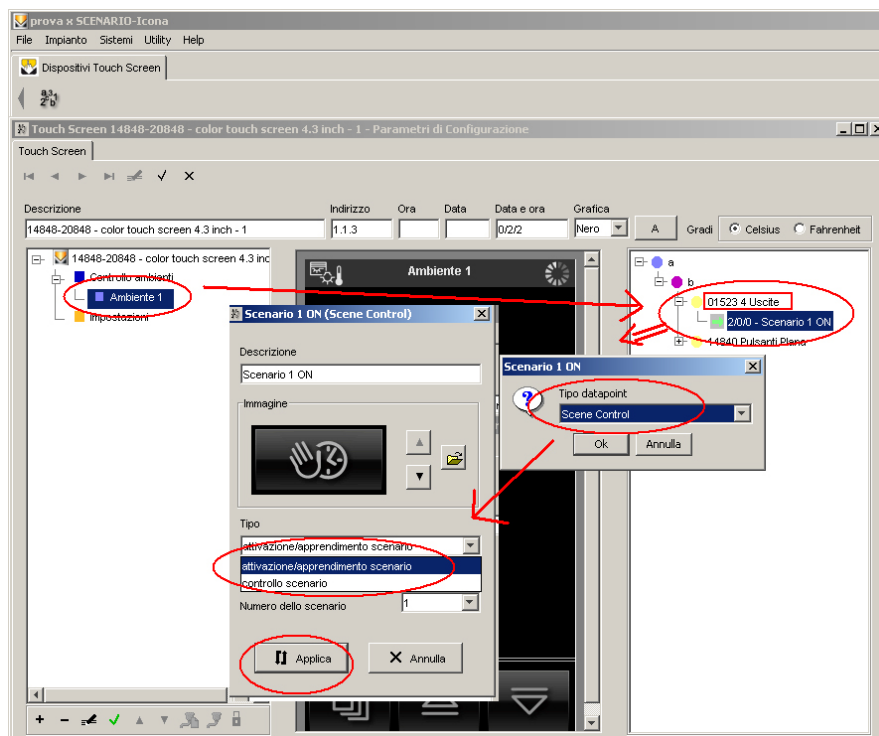 prova x SCENARIO-Icona
File Impianto Sistemi Utility Help
Dispositivi Touch Screen
Touch Screen 14848-20848 - color touch screen 4.3 inch - 1 - Parametri di Configurazione
Touch Screen
Descrizione Indirizzo Ora Data Data e ora Grafica
14848-20848 - color touch screen 4.3 inch - 1 1.1.3 0/2/2 Nero A Gradi Celsius Fahrenheit
14848-20848 - color touch screen 4.3 inc
Controllo ambienti
Ambiente 1
Impostazioni
Ambiente 1
a
b
01523 4 Uscite
2/0/0 - Scenario 1 ON
14840 Pulsanti Plana
Scenario 1 ON (Scene Control)
Descrizione
Scenario 1 ON
Immagine
Tipo
attivazione/apprendimento scenario
attivazione/apprendimento scenario
controllo scenario
Numero dello scenario 1
Applica Annulla
Scenario 1 ON
Tipo datapoint
Scene Control
Ok Annulla